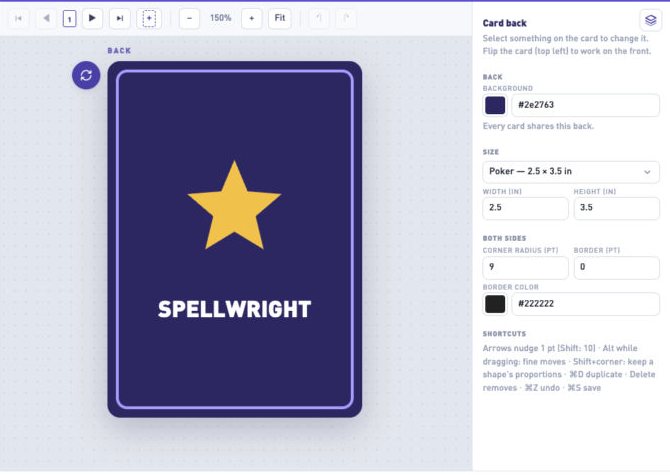 1
150%
Fit
BACK
SPELLWRIGHT
Card back
Select something on the card to change it.
Flip the card (top left) to work on the front.
BACK
BACKGROUND
#2e2763
Every card shares this back.
SIZE
Poker — 2.5 × 3.5 in
WIDTH (IN)
HEIGHT (IN)
2.5
3.5
BOTH SIDES
CORNER RADIUS (PT)
BORDER (PT)
9
0
BORDER COLOR
#222222
SHORTCUTS
Arrows nudge 1 pt (Shift: 10) · Alt while
dragging: fine moves · Shift+corner: keep a
shape's proportions · ⌘D duplicate · Delete
removes · ⌘Z undo · ⌘S save